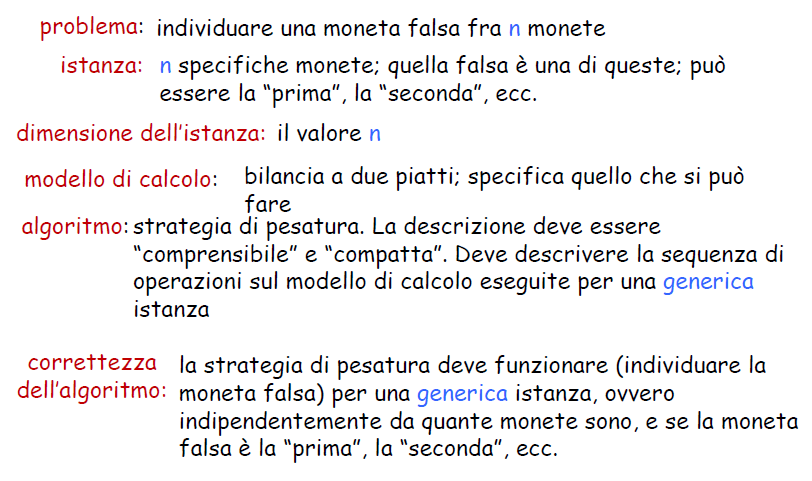 problema: individuare una moneta falsa fra n monete
istanza: n specifiche monete; quella falsa è una di queste; può
essere la “prima”, la “seconda”, ecc.
dimensione dell’istanza: il valore n
modello di calcolo: bilancia a due piatti; specifica quello che si può
fare
algoritmo: strategia di pesatura. La descrizione deve essere
“comprensibile” e “compatta”. Deve descrivere la sequenza di
operazioni sul modello di calcolo eseguite per una generica
istanza
correttezza
dell’algoritmo:
la strategia di pesatura deve funzionare (individuare la
moneta falsa) per una generica istanza, ovvero
indipendentemente da quante monete sono, e se la moneta
falsa è la “prima”, la “seconda”, ecc.